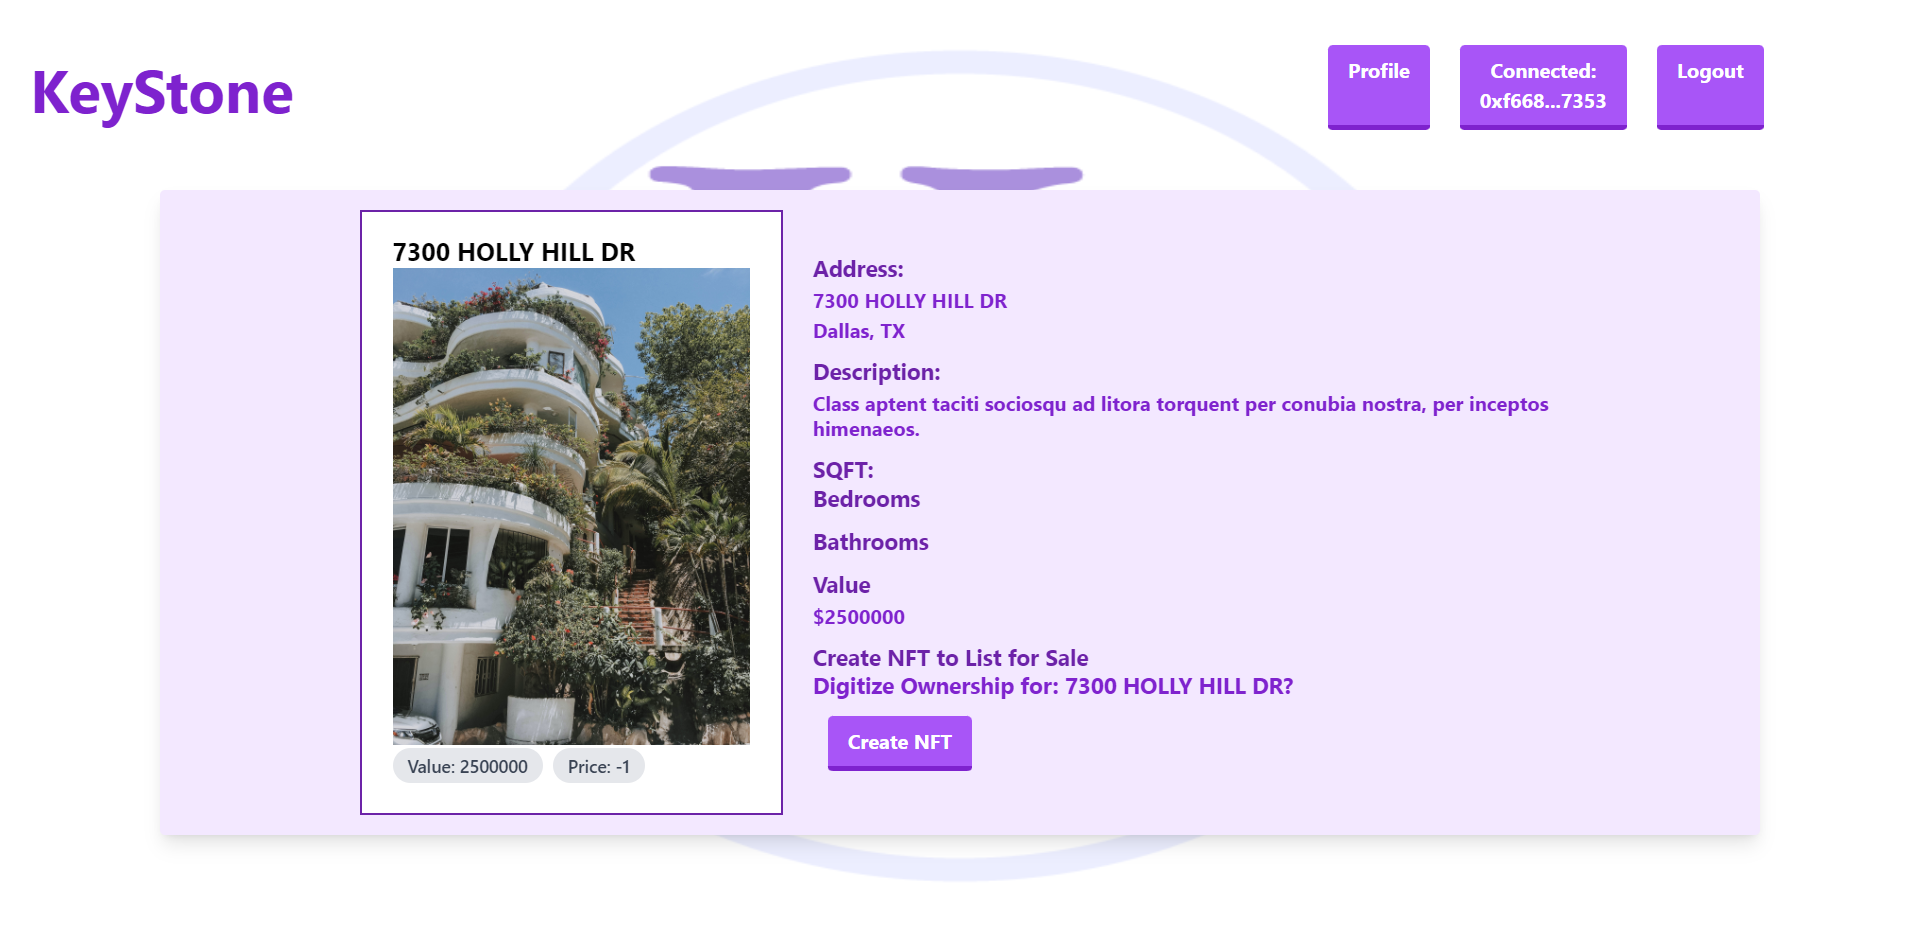 KeyStone
Profile
Connected:
0xf668...7353
Logout
7300 HOLLY HILL DR
Value: 2500000
Price: -1
Address:
7300 HOLLY HILL DR
Dallas, TX
Description:
Class aptent taciti sociosqu ad litora torquent per conubia nostra, per inceptos
himenaeos.
SQFT:
Bedrooms
Bathrooms
Value
$2500000
Create NFT to List for Sale
Digitize Ownership for: 7300 HOLLY HILL DR?
Create NFT